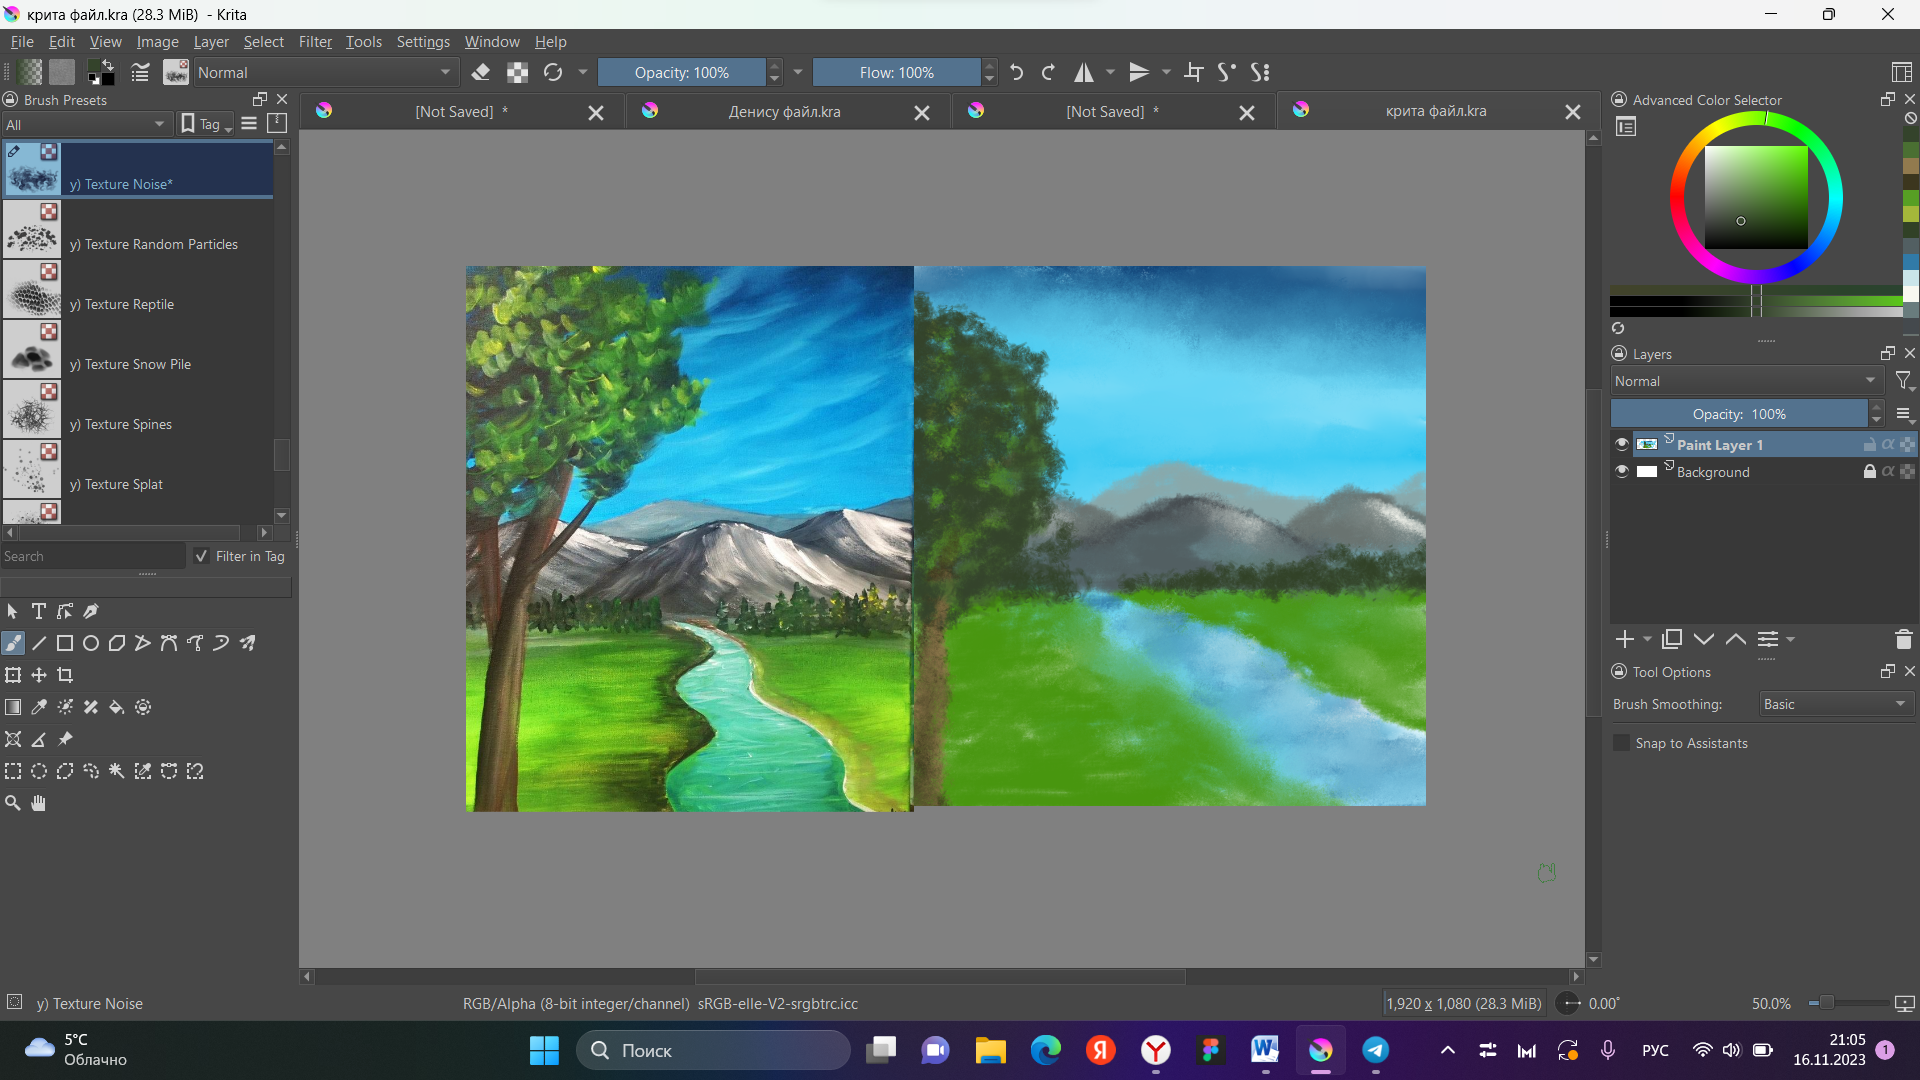 крита файл.kra (28.3 MiB) - Krita
File Edit View Image Layer Select Filter Tools Settings Window Help
Normal
Opacity: 100%
Flow: 100%
Brush Presets
[Not Saved] *
Денису файл.kra
[Not Saved] *
крита файл.kra
Advanced Color Selector
All
Tag
y) Texture Noise*
y) Texture Random Particles
y) Texture Reptile
y) Texture Snow Pile
y) Texture Spines
y) Texture Splat
Search
Filter in Tag
Layers
Normal
Opacity: 100%
Paint Layer 1
Background
Tool Options
Brush Smoothing:
Basic
Snap to Assistants
y) Texture Noise
RGB/Alpha (8-bit integer/channel) sRGB-elle-V2-srgbtrc.icc
1,920 x 1,080 (28.3 MiB)
0.00°
50.0%
5°C
Облачно
Поиск
РУС
21:05
16.11.2023
1